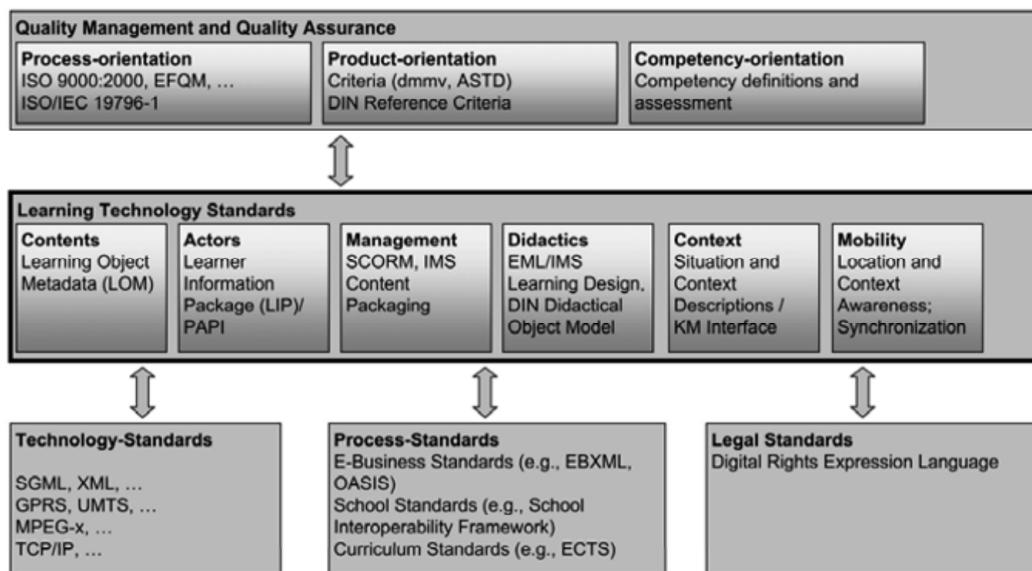 Quality Management and Quality Assurance
Process-orientation
ISO 9000:2000, EFQM, …
ISO/IEC 19796-1
Product-orientation
Criteria (dmmv, ASTD)
DIN Reference Criteria
Competency-orientation
Competency definitions and
assessment
Learning Technology Standards
Contents
Learning Object
Metadata (LOM)
Actors
Learner
Information
Package (LIP)/
PAPI
Management
SCORM, IMS
Content
Packaging
Didactics
EML/IMS
Learning Design,
DIN Didactical
Object Model
Context
Situation and
Context
Descriptions /
KM Interface
Mobility
Location and
Context
Awareness;
Synchronization
Technology-Standards
SGML, XML, …
GPRS, UMTS, …
MPEG-x, …
TCP/IP, …
Process-Standards
E-Business Standards (e.g., EBXML,
OASIS)
School Standards (e.g., School
Interoperability Framework)
Curriculum Standards (e.g., ECTS)
Legal Standards
Digital Rights Expression Language